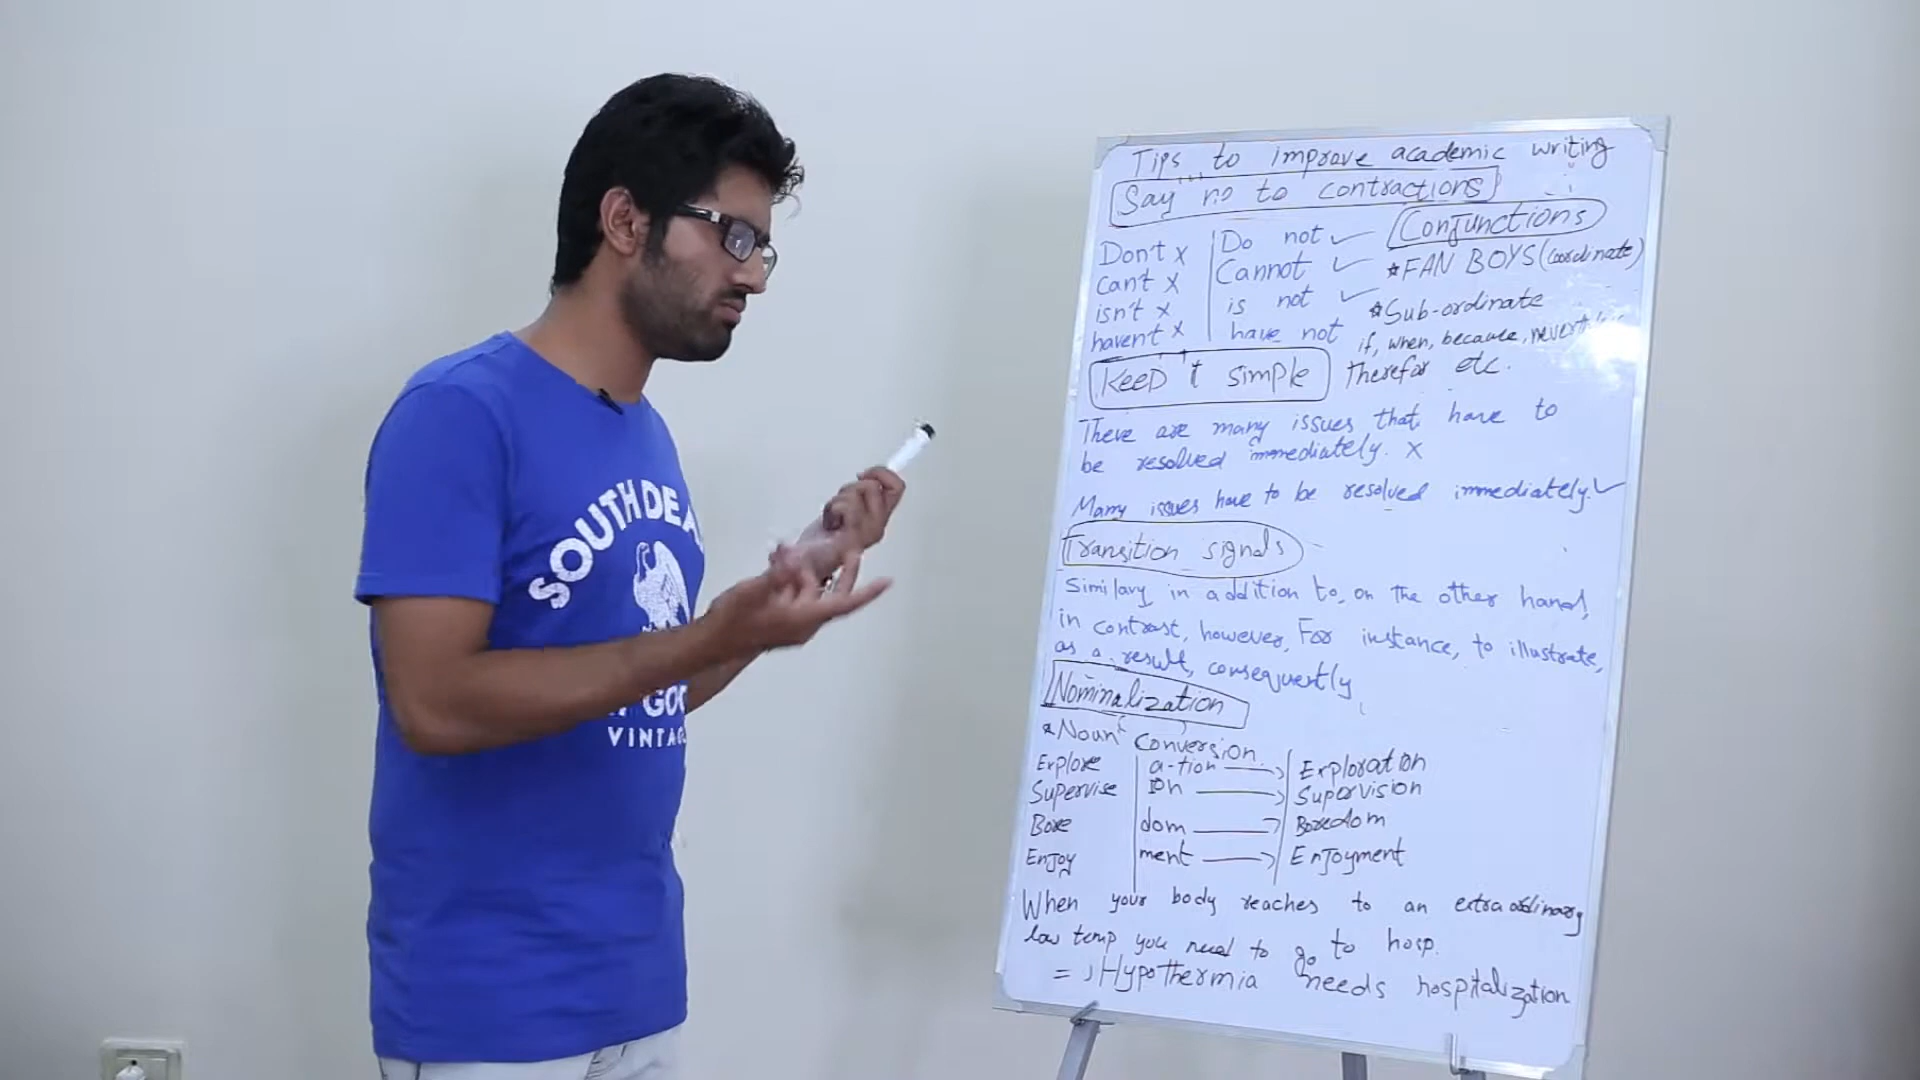 Tips to improve academic writing
Say no to contractions
Don't x | Do not ✓
can't x | Cannot ✓
isn't x | is not ✓
haven't x | have not
Conjunctions
*FAN BOYS (coordinate)
*Sub-ordinate
if, when, because,
Therefor etc.
Keep it simple
There are many issues that have to
be resolved immediately. x
Many issues have to be resolved immediately. ✓
Transition signals
Similary, in addition to, on the other hand,
in contrast, however, For instance, to illustrate,
as a result, consequently
Nominalization
*Noun Conversion
Explore | a-tion → | Exploration
Supervise | ion → | Supervision
Bore | dom → | Boredom
Enjoy | ment → | Enjoyment
When your body reaches to an extraordinary
low temp you need to go to hosp.
= Hypothermia needs hospitalization
SOUTH
GOO
VINTAG